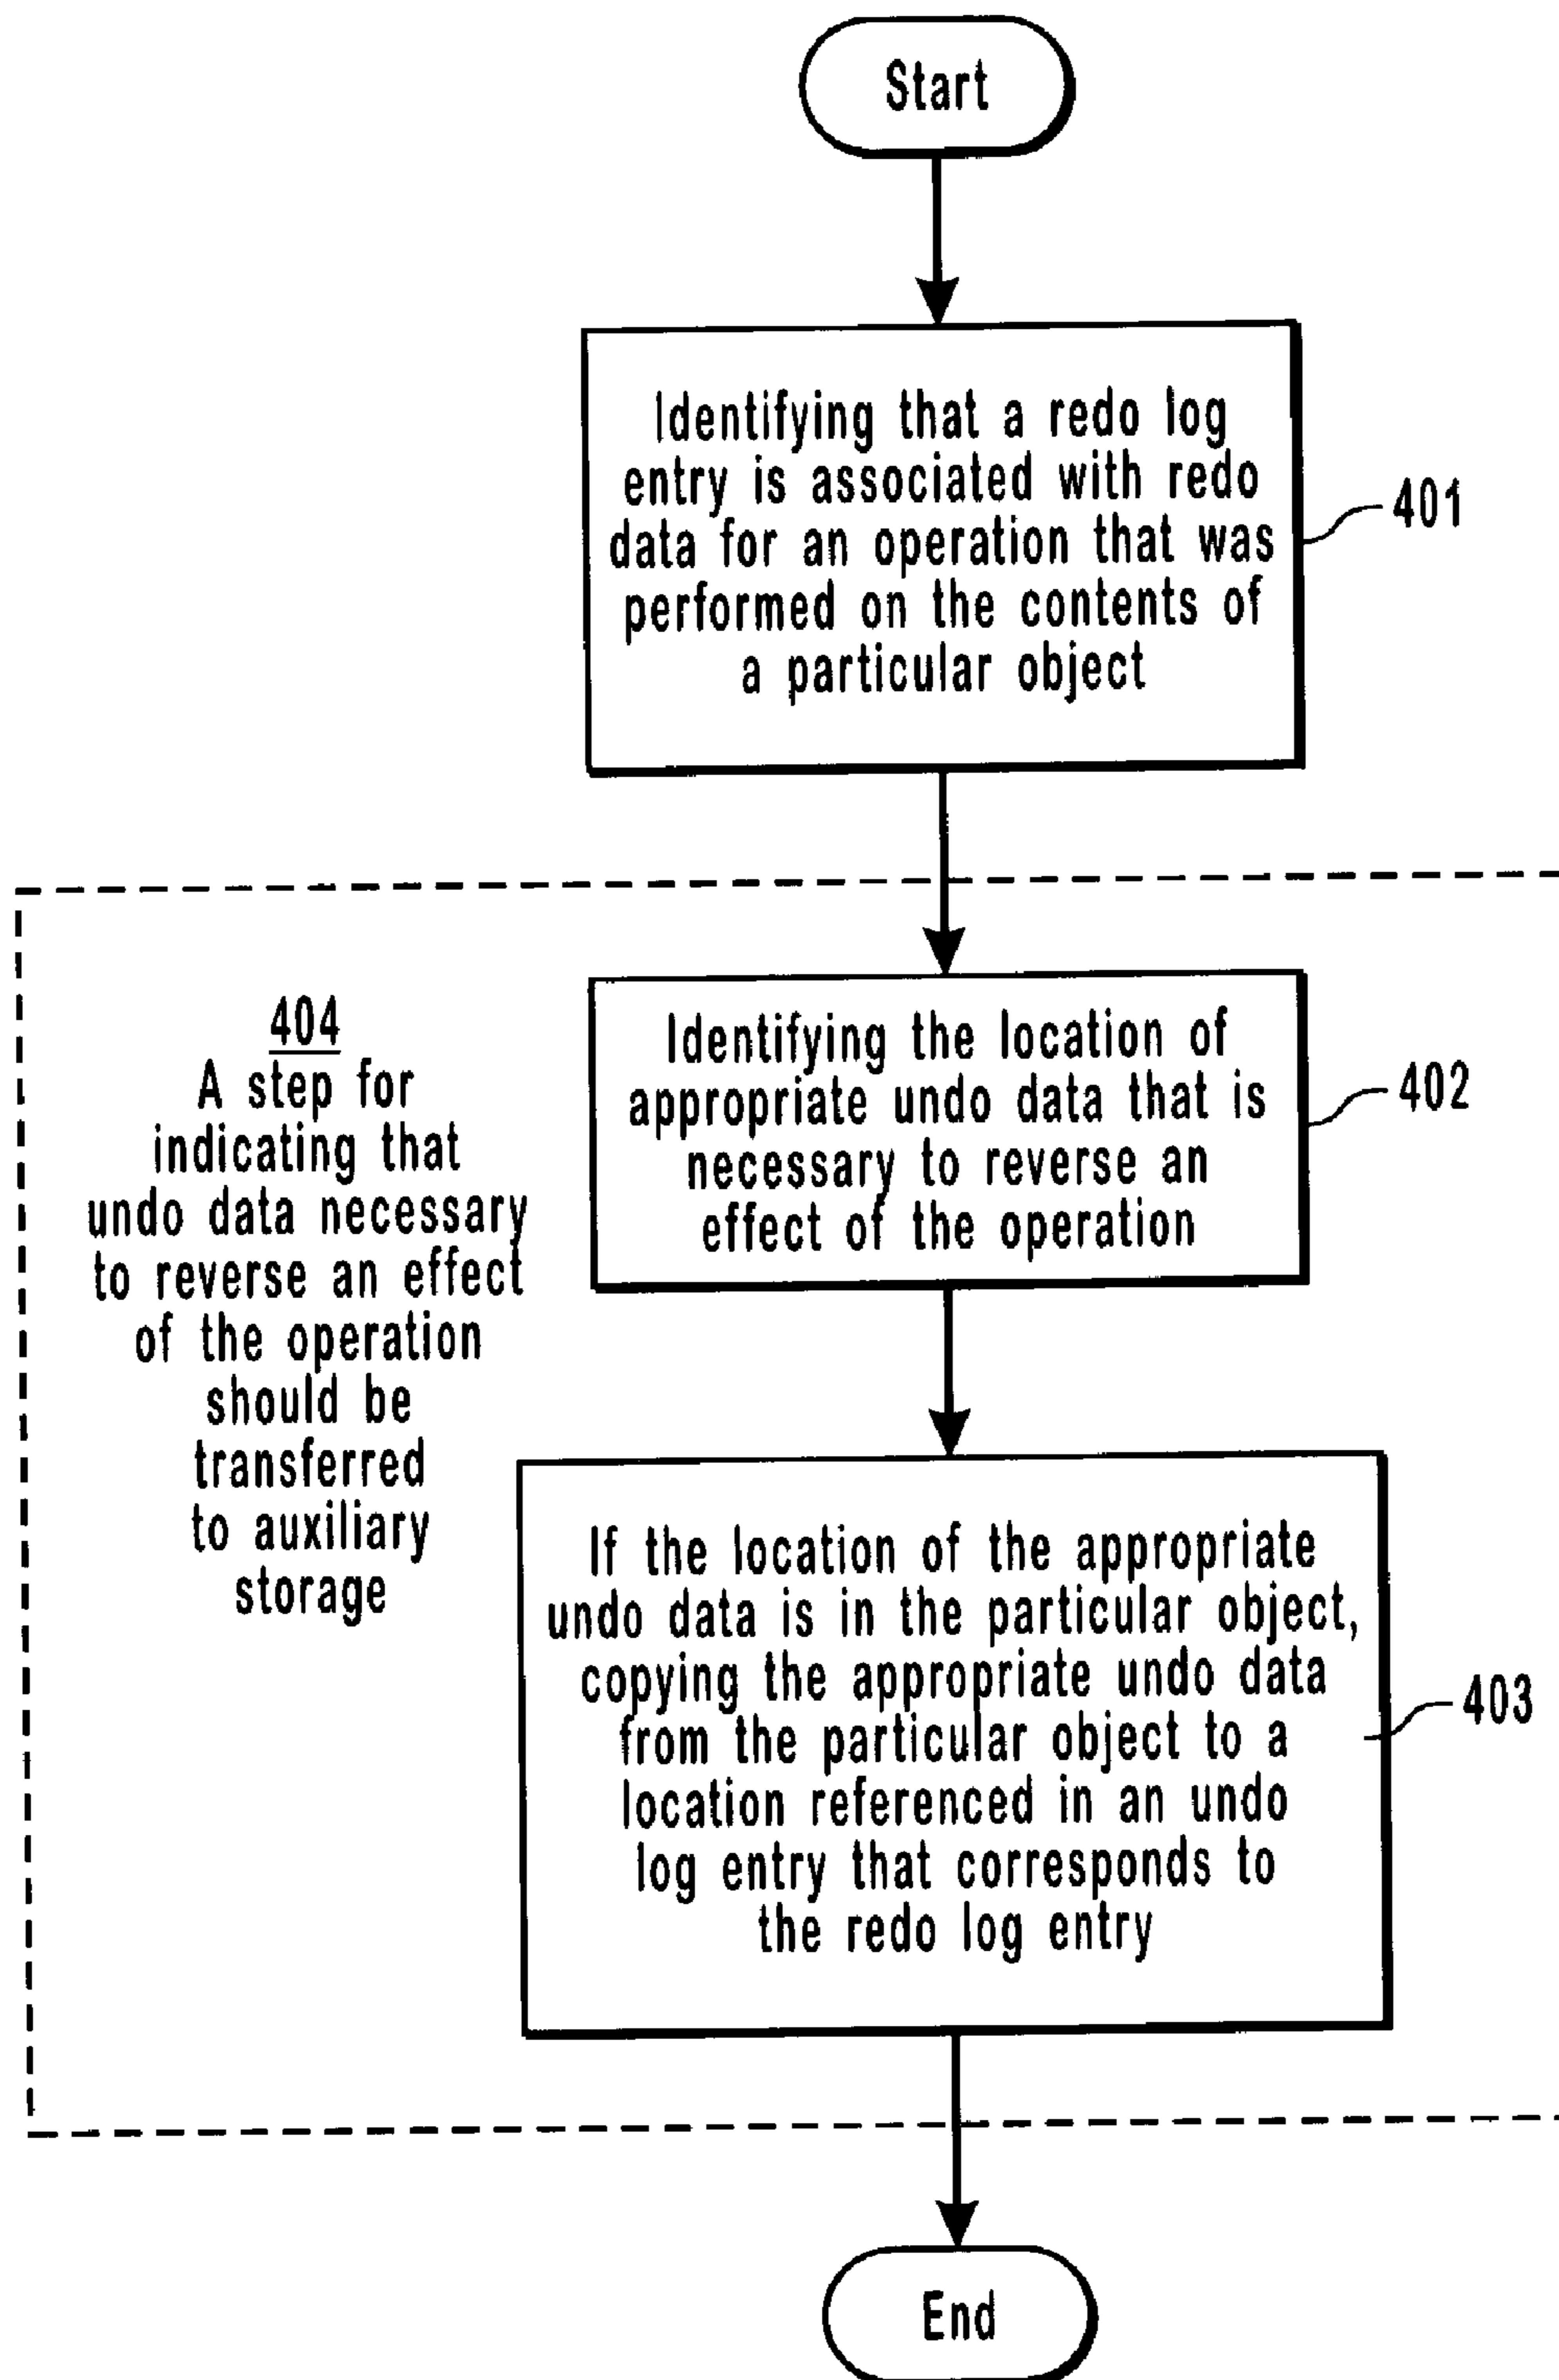 Start
Identifying that a redo log
entry is associated with redo
data for an operation that was
performed on the contents of
a particular object
401
404
A step for
indicating that
undo data necessary
to reverse an effect
of the operation
should be
transferred
to auxiliary
storage
Identifying the location of
appropriate undo data that is
necessary to reverse an
effect of the operation
402
If the location of the appropriate
undo data is in the particular object,
copying the appropriate undo data
from the particular object to a
location referenced in an undo
log entry that corresponds to
the redo log entry
403
End